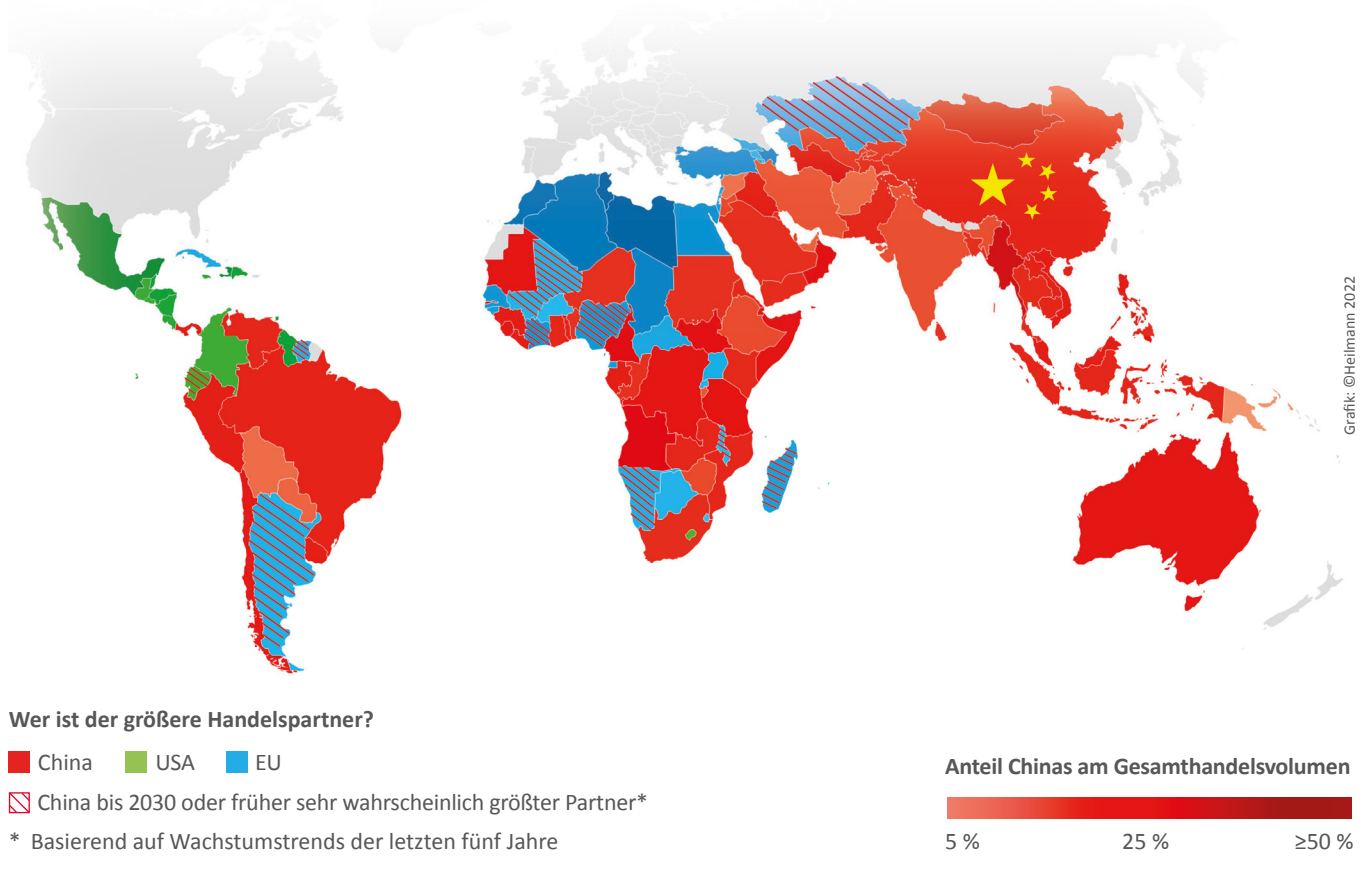 Grafik: ©Heilmann 2022
Wer ist der größere Handelspartner?
China USA EU
China bis 2030 oder früher sehr wahrscheinlich größter Partner*
* Basierend auf Wachstumstrends der letzten fünf Jahre
Anteil Chinas am Gesamthandelsvolumen
5 % 25 % ≥50 %